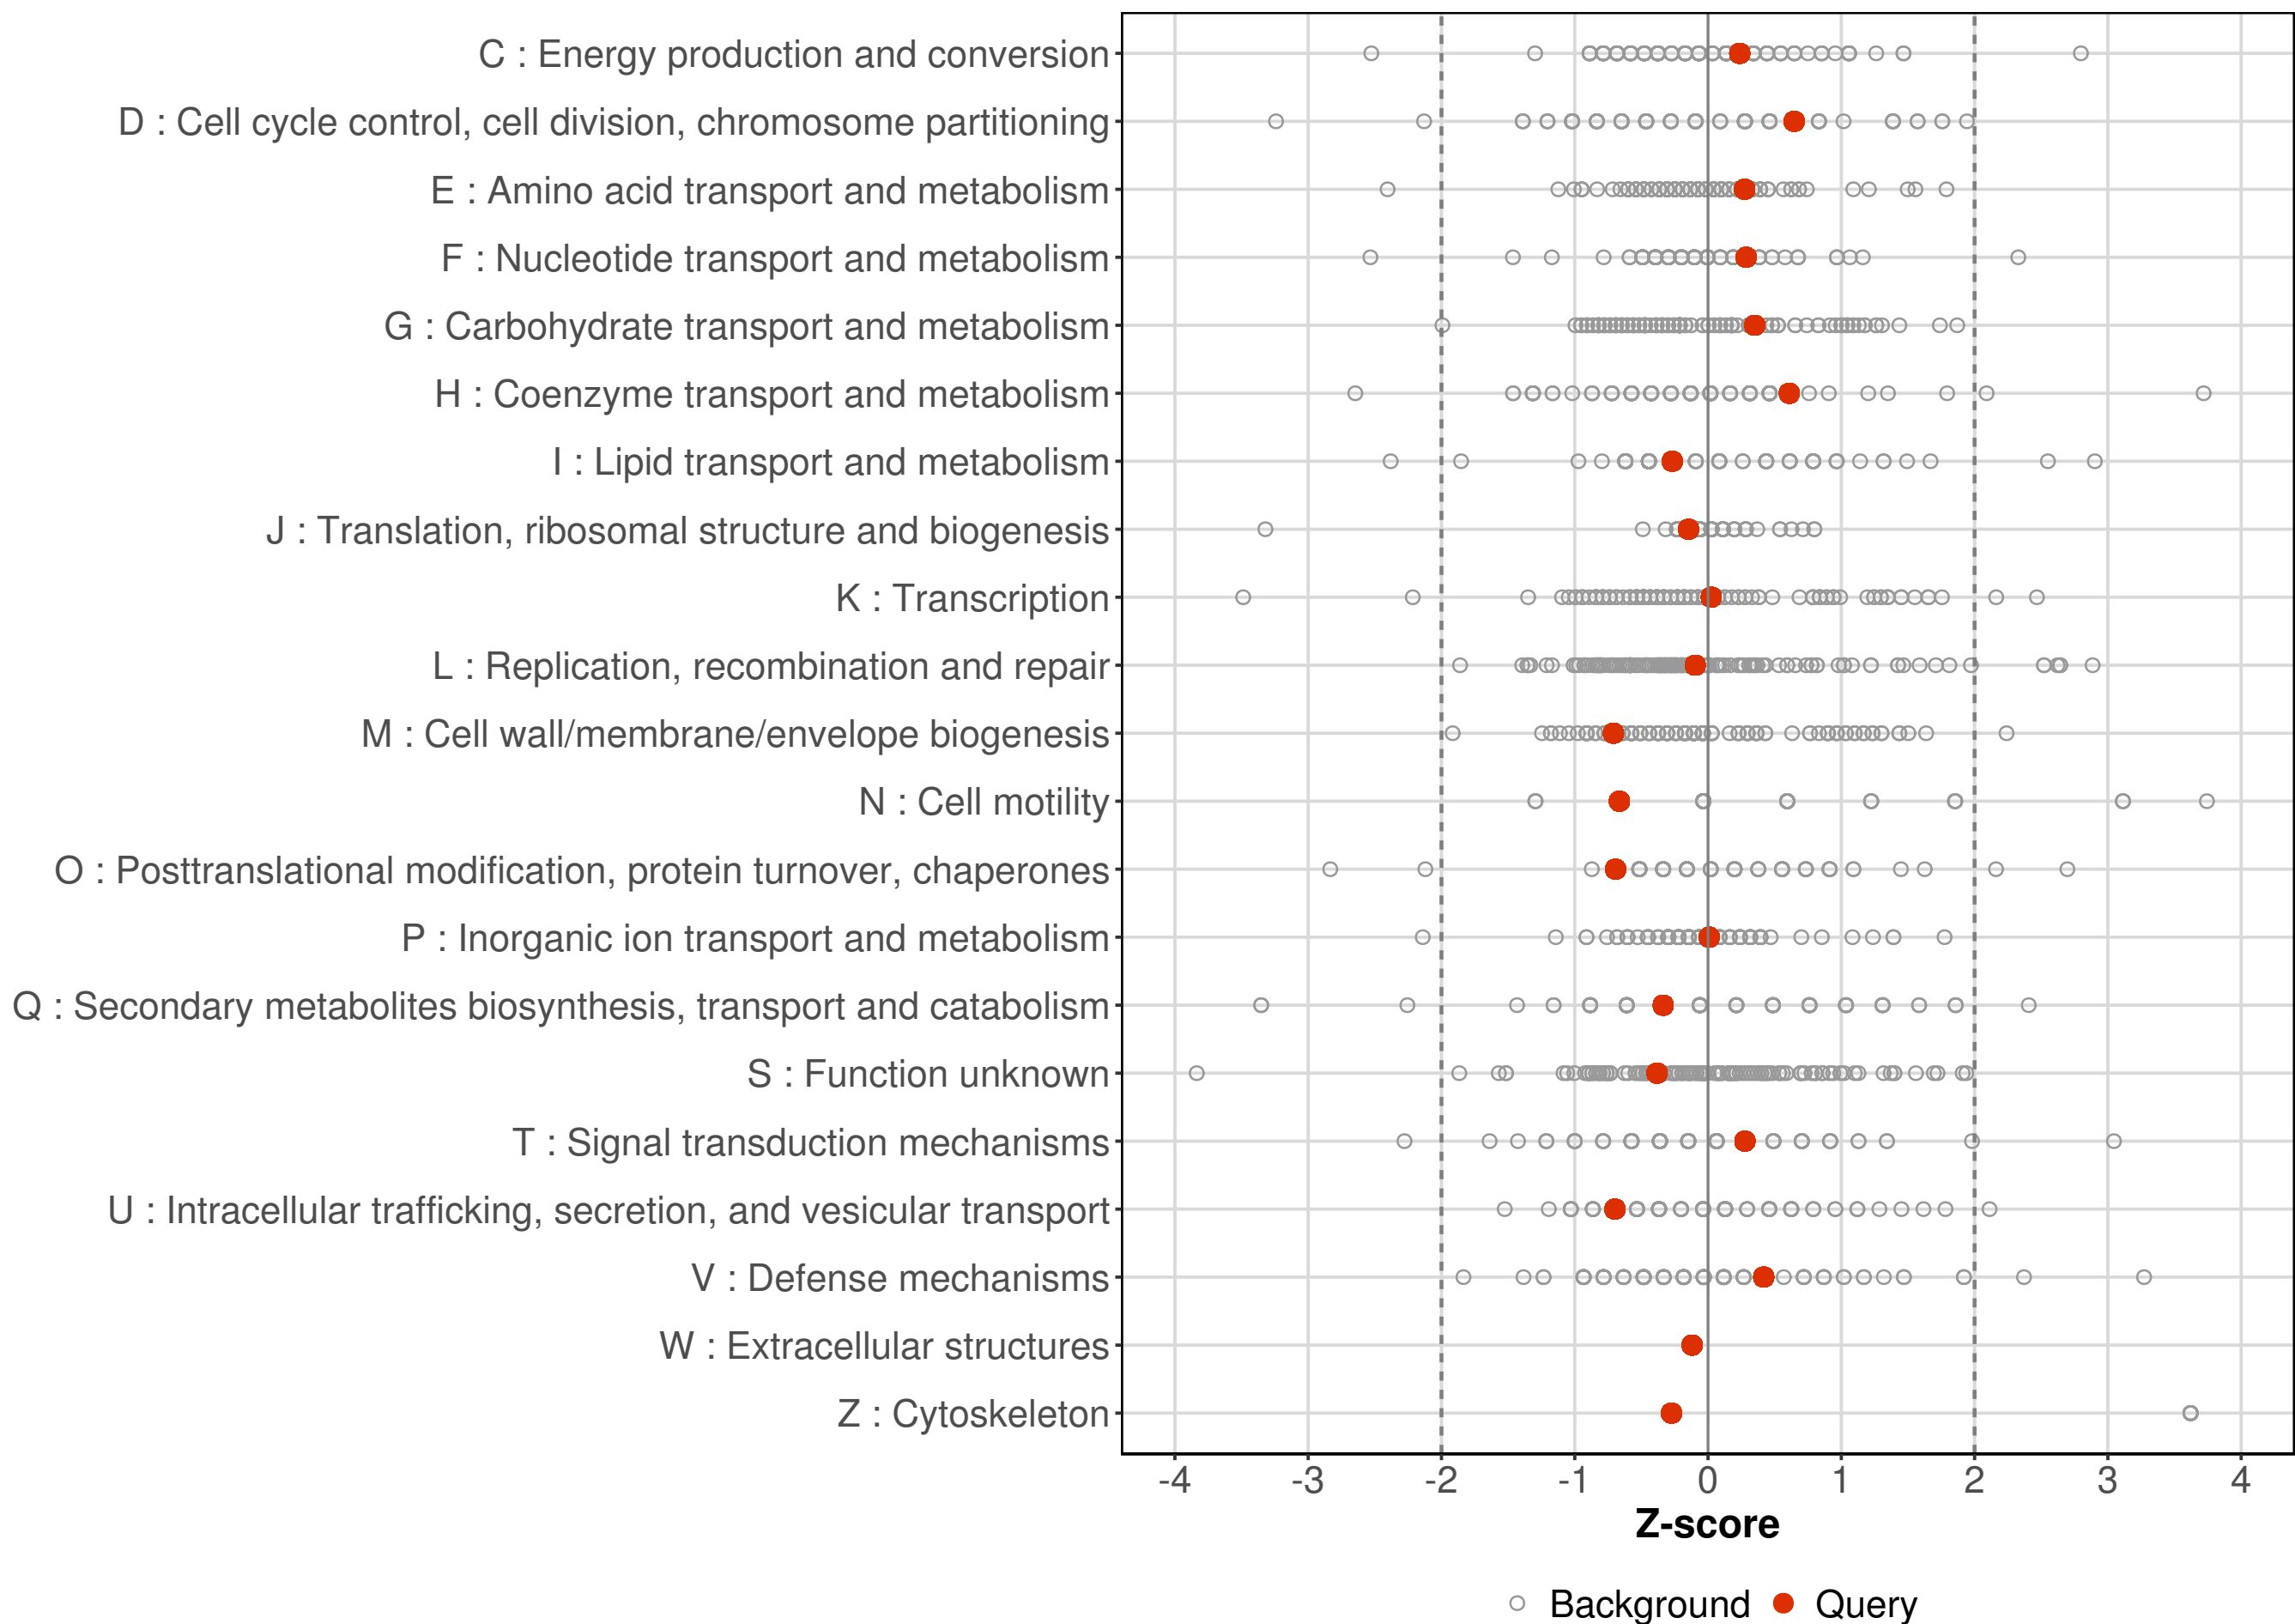 C : Energy production and conversion
D : Cell cycle control, cell division, chromosome partitioning
E : Amino acid transport and metabolism
F : Nucleotide transport and metabolism
G : Carbohydrate transport and metabolism
H : Coenzyme transport and metabolism
I : Lipid transport and metabolism
J : Translation, ribosomal structure and biogenesis
K : Transcription
L : Replication, recombination and repair
M : Cell wall/membrane/envelope biogenesis
N : Cell motility
O : Posttranslational modification, protein turnover, chaperones
P : Inorganic ion transport and metabolism
Q : Secondary metabolites biosynthesis, transport and catabolism
S : Function unknown
T : Signal transduction mechanisms
U : Intracellular trafficking, secretion, and vesicular transport
V : Defense mechanisms
W : Extracellular structures
Z : Cytoskeleton
-4 -3 -2 -1 0 1 2 3 4
Z-score
Background Query